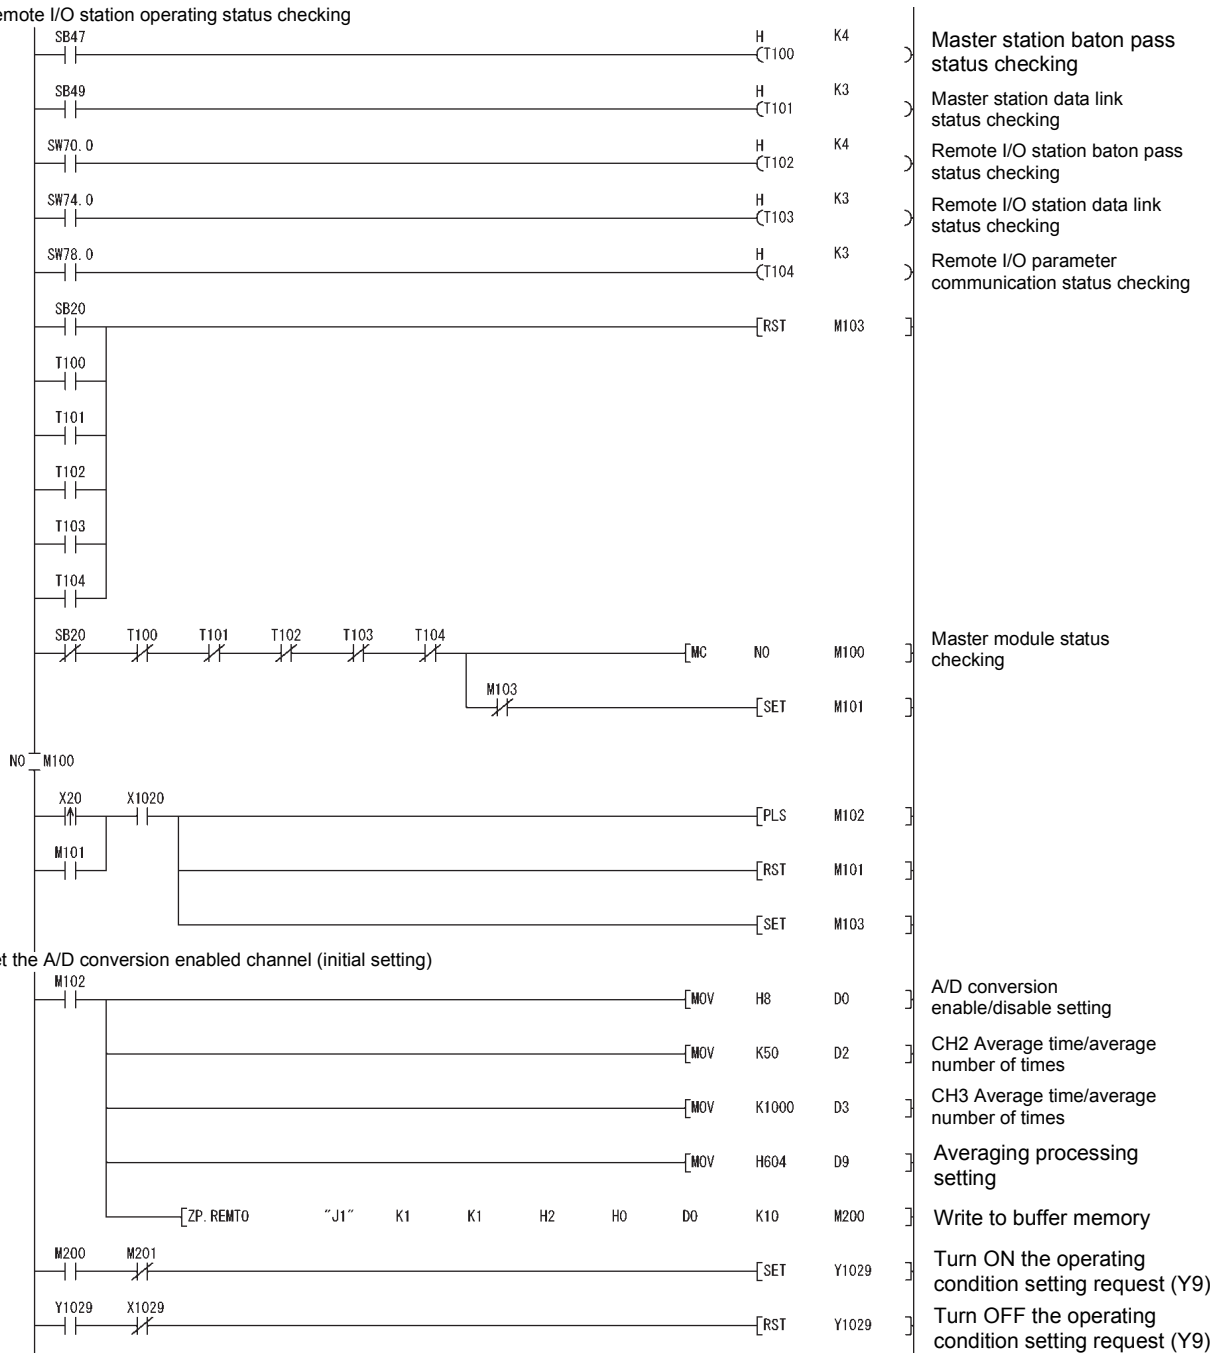 emote I/O station operating status checking
SB47 H K4
T100 Master station baton pass
status checking
SB49 H K3
T101 Master station data link
status checking
SW70.0 H K4
T102 Remote I/O station baton pass
status checking
SW74.0 H K3
T103 Remote I/O station data link
status checking
SW78.0 H K3
T104 Remote I/O parameter
communication status checking
SB20
RST M103
T100
T101
T102
T103
T104
SB20 T100 T101 T102 T103 T104
MC N0 M100 Master module status
checking
M103
SET M101
N0 M100
X20 X1020
PLS M102
M101
RST M101
SET M103
et the A/D conversion enabled channel (initial setting)
M102
MOV H8 D0 A/D conversion
enable/disable setting
MOV K50 D2 CH2 Average time/average
number of times
MOV K1000 D3 CH3 Average time/average
number of times
MOV H604 D9 Averaging processing
setting
ZP.REMTO "J1" K1 K1 H2 H0 D0 K10 M200 Write to buffer memory
M200 M201
SET Y1029 Turn ON the operating
condition setting request (Y9)
Y1029 X1029
RST Y1029 Turn OFF the operating
condition setting request (Y9)